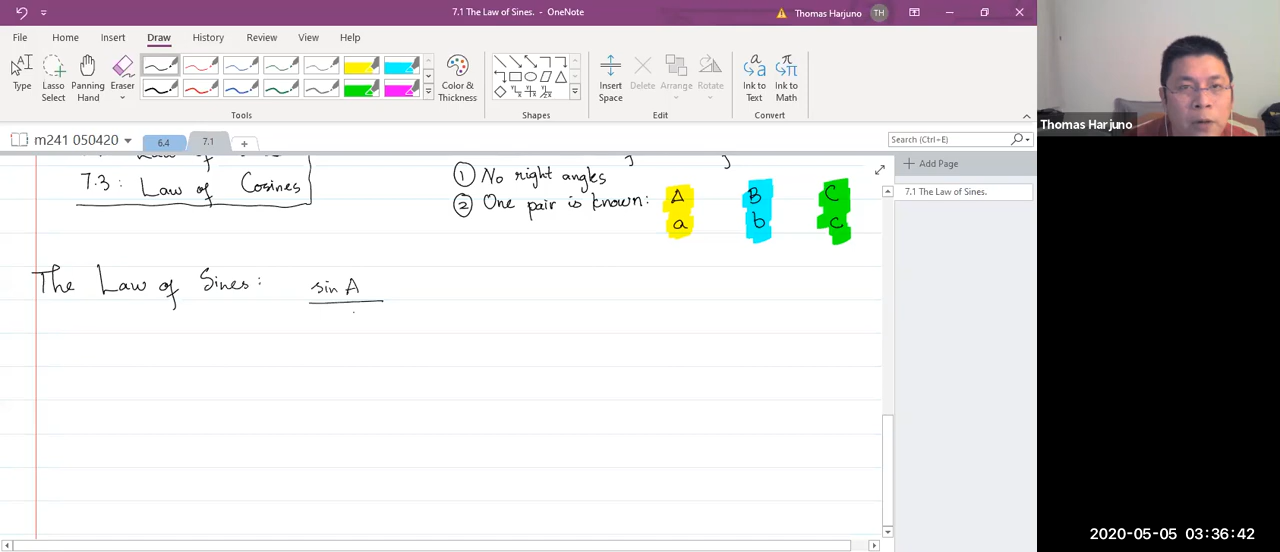 7.1 The Law of Sines. - OneNote
Thomas Harjuno
TH
File
Home
Insert
Draw
History
Review
View
Help
Type
Lasso Select
Panning Hand
Eraser
Color & Thickness
Insert Space
Delete
Arrange
Rotate
Ink to Text
Ink to Math
Tools
Shapes
Edit
Convert
m241 050420
6.4
7.1
Search (Ctrl+E)
Add Page
7.1 The Law of Sines.
7.3: Law of Cosines
1 No right angles
2 One pair is known: A B C
a b c
The Law of Sines: sin A
Thomas Harjuno
2020-05-05 03:36:42